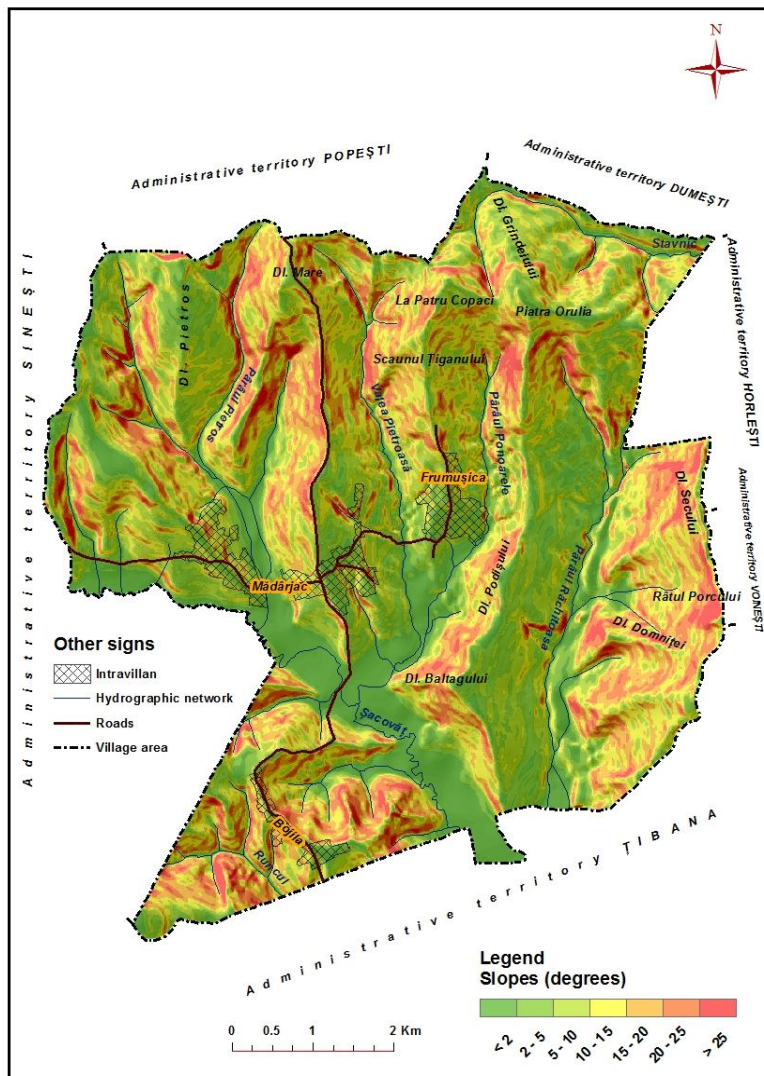 N
Administrative territory POPEȘTI
Administrative territory DUMEȘTI
Administrative territory SINEȘTI
Administrative territory HORLEȘTI
Administrative territory VOINEȘTI
Dl. Grindeiului
Stavnic
Dl. Mare
La Patru Copaci
Piatra Orulia
Dl. Pietros
Scaunul Țiganului
Pârâul Pietros
Valea Pietroasă
Pârâul Ponoarele
Frumușica
Dl. Secului
Mădârjac
Dl. Podișului
Pârâul Răchitoasa
Rătul Porcului
Dl. Domniței
Dl. Baltagului
Șacovăț
Other signs
Intravillan
Hydrographic network
Roads
Village area
Bojila
Runcul
Administrative territory ȚIBANA
Legend
Slopes (degrees)
< 2
2 - 5
5 - 10
10 - 15
15 - 20
20 - 25
> 25
0 0.5 1 2 Km